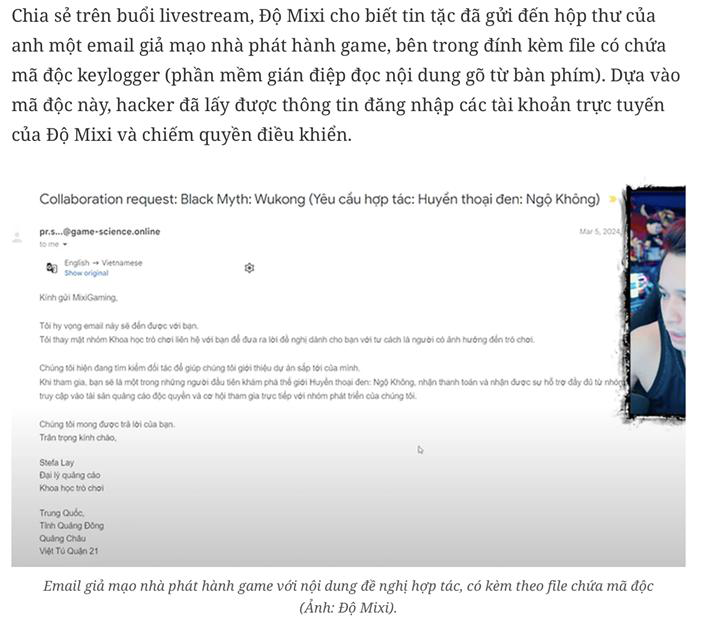 Chia sẻ trên buổi livestream, Độ Mixi cho biết tin tặc đã gửi đến hộp thư của
anh một email giả mạo nhà phát hành game, bên trong đính kèm file có chứa
mã độc keylogger (phần mềm gián điệp đọc nội dung gõ từ bàn phím). Dựa vào
mã độc này, hacker đã lấy được thông tin đăng nhập các tài khoản trực tuyến
của Độ Mixi và chiếm quyền điều khiển.
Collaboration request: Black Myth: Wukong (Yêu cầu hợp tác: Huyền thoại đen: Ngộ Không)
pr.s...@game-science.online
Mar 5, 2024,
to me
English → Vietnamese
Show original
Kính gửi MixiGaming,
Tôi hy vọng email này sẽ đến được với bạn.
Tôi thay mặt nhóm Khoa học trò chơi liên hệ với bạn để đưa ra lời đề nghị dành cho bạn với tư cách là người có ảnh hưởng đến trò chơi.
Chúng tôi hiện đang tìm kiếm đối tác để giúp chúng tôi giới thiệu dự án sắp tới của mình.
Khi tham gia, bạn sẽ là một trong những người đầu tiên khám phá thế giới Huyền thoại đen: Ngộ Không, nhận thanh toán và nhận được sự hỗ trợ đầy đủ từ nhóm
truy cập vào tài sản quảng cáo độc quyền và cơ hội tham gia trực tiếp với nhóm phát triển của chúng tôi.
Chúng tôi mong được trả lời của bạn.
Trân trọng kính chào,
Stefa Lay
Đại lý quảng cáo
Khoa học trò chơi
Trung Quốc,
Tỉnh Quảng Đông
Quảng Châu
Việt Tú Quận 21
Email giả mạo nhà phát hành game với nội dung đề nghị hợp tác, có kèm theo file chứa mã độc
(Ảnh: Độ Mixi).